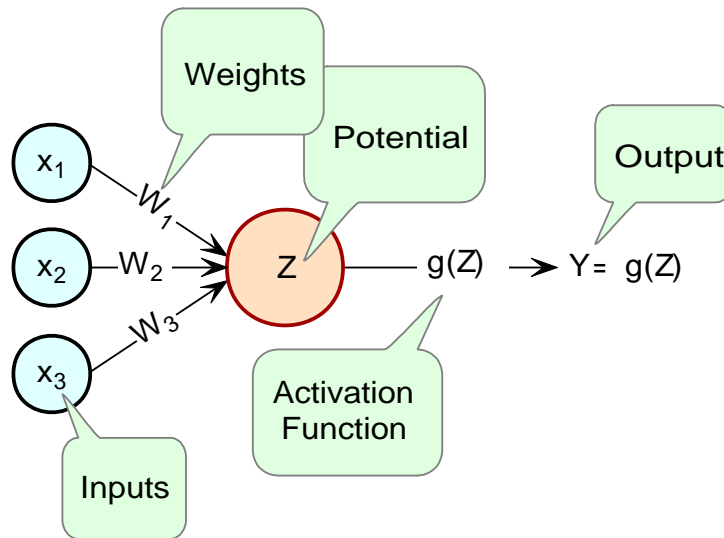 Weights
Potential
Output
x1
W1
x2
W2
Z
g(Z)
Y = g(Z)
W3
x3
Activation
Function
Inputs